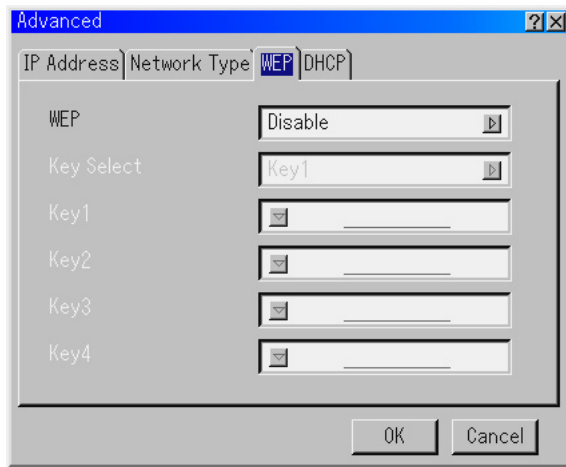 Advanced
IP Address Network Type WEP DHCP
WEP Disable
Key Select Key1
Key1
Key2
Key3
Key4
OK Cancel